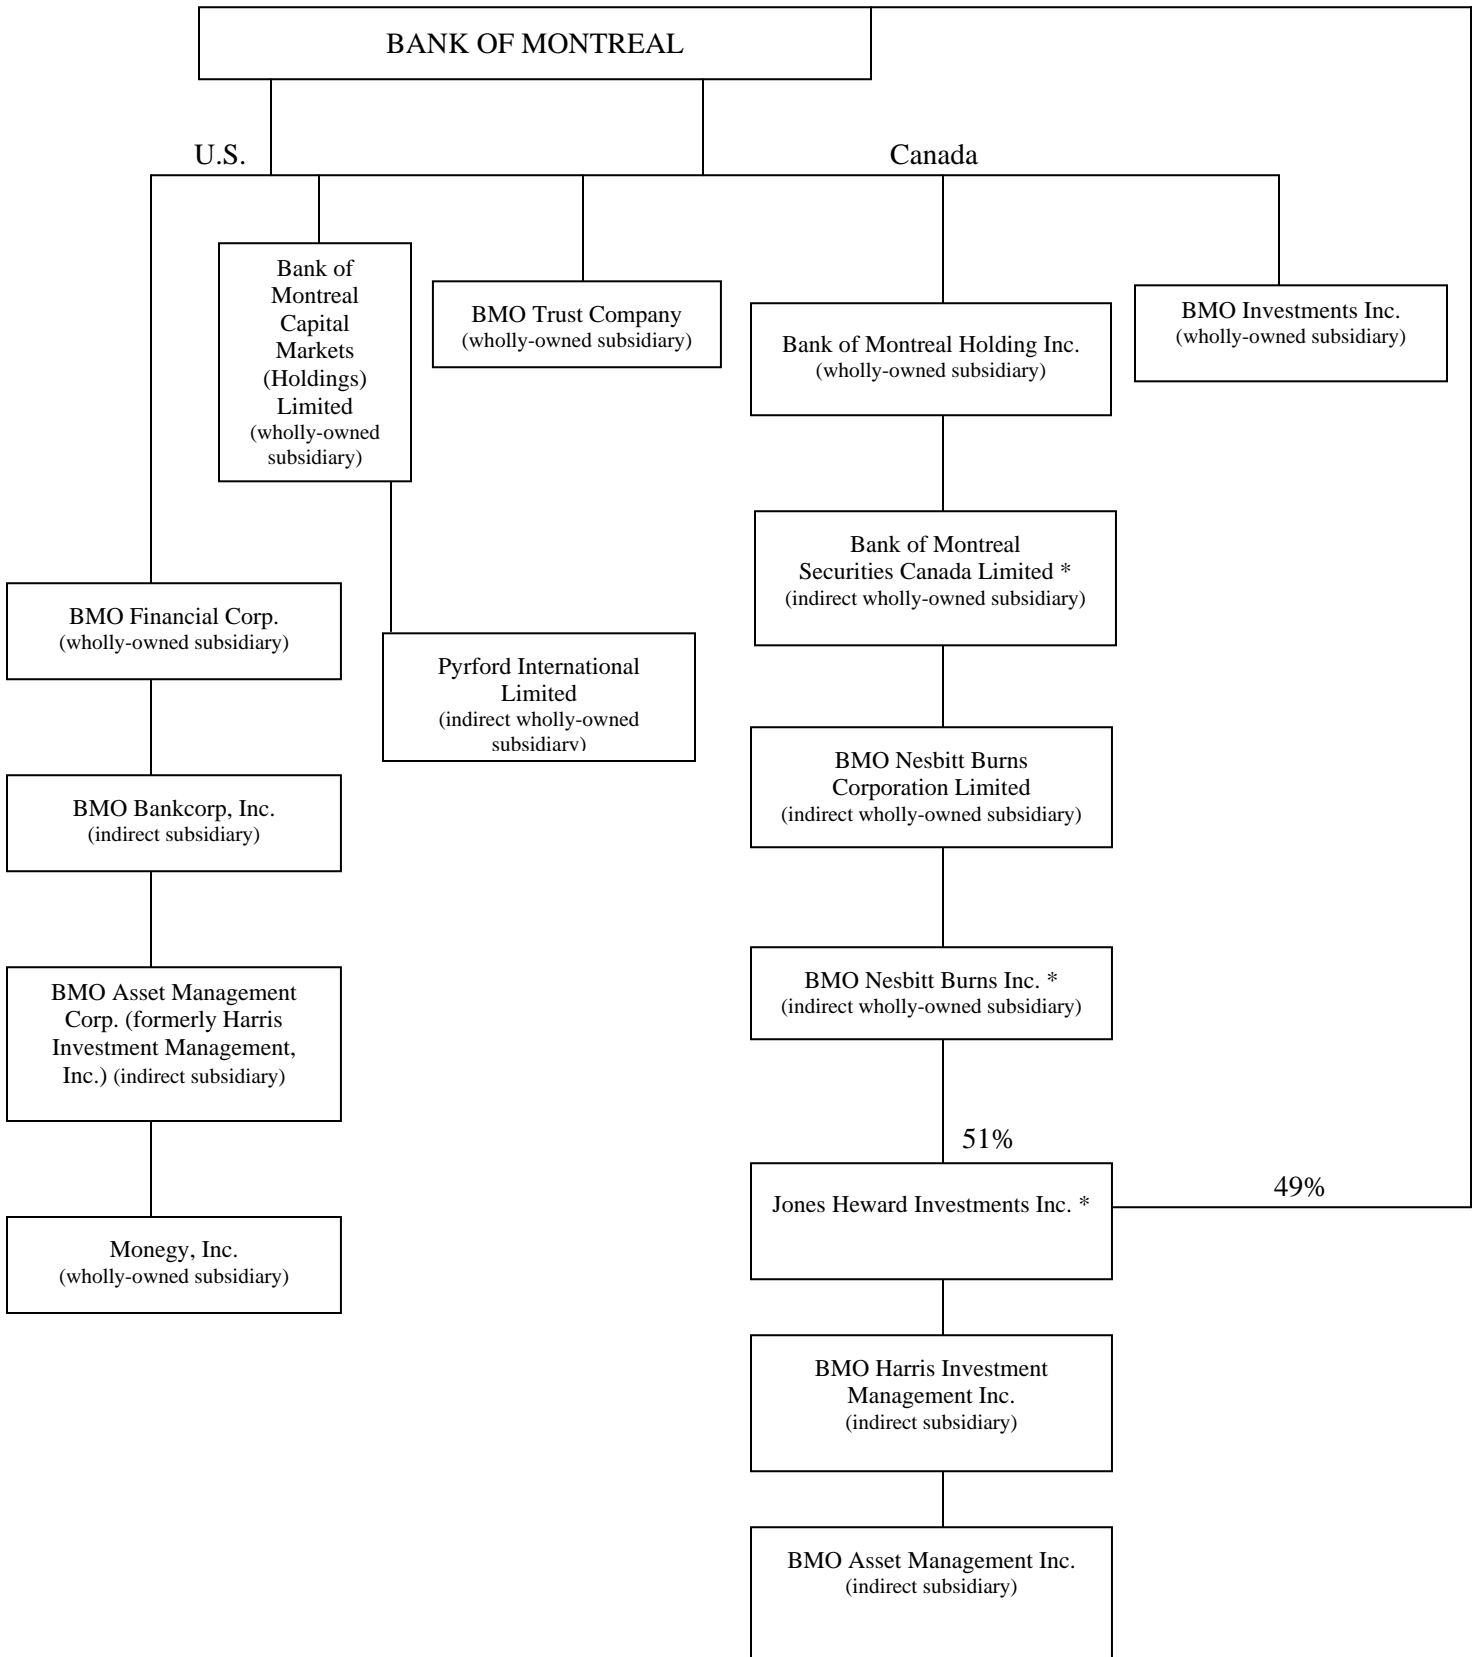 BANK OF MONTREAL
U.S.
Canada
Bank of
Montreal
Capital
Markets
(Holdings)
Limited
(wholly-owned
subsidiary)
BMO Trust Company
(wholly-owned subsidiary)
Bank of Montreal Holding Inc.
(wholly-owned subsidiary)
BMO Investments Inc.
(wholly-owned subsidiary)
Bank of Montreal
Securities Canada Limited *
(indirect wholly-owned subsidiary)
BMO Financial Corp.
(wholly-owned subsidiary)
Pyrford International
Limited
(indirect wholly-owned
subsidiary)
BMO Nesbitt Burns
Corporation Limited
(indirect wholly-owned subsidiary)
BMO Bankcorp, Inc.
(indirect subsidiary)
BMO Asset Management
Corp. (formerly Harris
Investment Management,
Inc.) (indirect subsidiary)
BMO Nesbitt Burns Inc. *
(indirect wholly-owned subsidiary)
51%
Jones Heward Investments Inc. *
49%
Monegy, Inc.
(wholly-owned subsidiary)
BMO Harris Investment
Management Inc.
(indirect subsidiary)
BMO Asset Management Inc.
(indirect subsidiary)